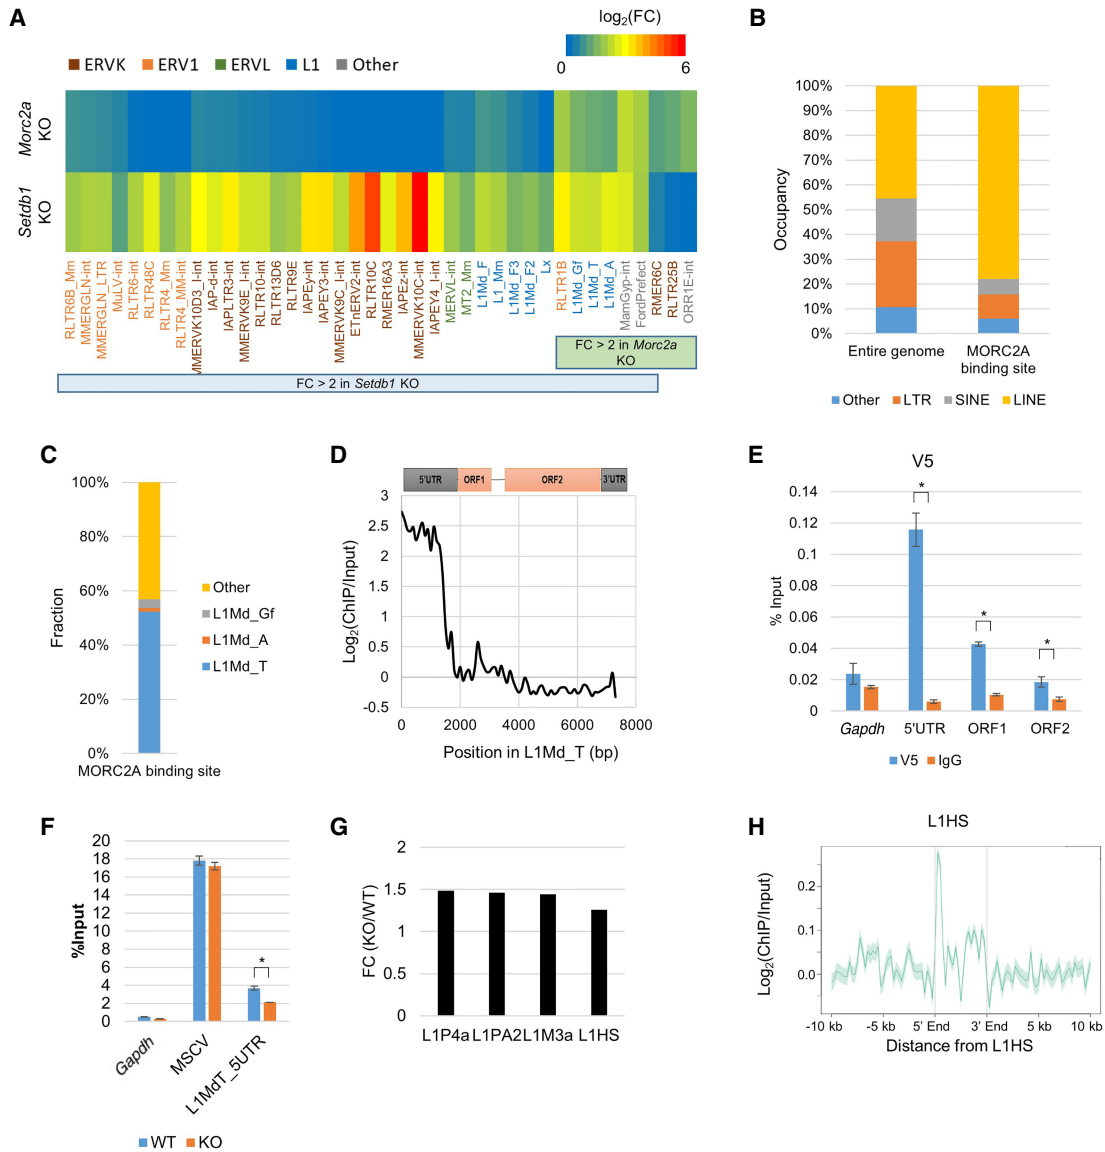 A
log2(FC)
0
6
ERVK
ERV1
ERVL
L1
Other
Morc2a
KO
Setdb1
KO
RLTR6B_Mm
MMERGLN-int
MMERGLN_LTR
MuLV-int
RLTR6-int
RLTR48C
RLTR4_Mm
RLTR4_MM-int
MMERVK10D3_I-int
IAP-d-int
IAPLTR3-int
MMERVK9E_I-int
RLTR10-int
RLTR13D6
RLTR9E
IAPEy-int
IAPEY3-int
MMERVK9C_I-int
ETnERV2-int
RLTR10C
RMER16A3
IAPEz-int
MMERVK10C-int
IAPEY4_I-int
MERVL-int
MT2_Mm
L1Md_F
L1_Mm
L1Md_F3
L1Md_F2
Lx
RLTR1B
L1Md_Gf
L1Md_T
L1Md_A
MamGyp-int
FordPrefect
RMER6C
RLTR25B
ORR1E-int
FC > 2 in Morc2a
KO
FC > 2 in Setdb1 KO
B
Occupancy
100%
90%
80%
70%
60%
50%
40%
30%
20%
10%
0%
Entire genome
MORC2A
binding site
Other
LTR
SINE
LINE
C
Fraction
100%
80%
60%
40%
20%
0%
MORC2A binding site
Other
L1Md_Gf
L1Md_A
L1Md_T
D
5'UTR
ORF1
ORF2
3'UTR
Log2(ChIP/Input)
3
2.5
2
1.5
1
0.5
0
-0.5
0
2000
4000
6000
8000
Position in L1Md_T (bp)
E
V5
% Input
0.14
0.12
0.1
0.08
0.06
0.04
0.02
0
*
*
*
Gapdh
5'UTR
ORF1
ORF2
V5
IgG
F
%Input
20
18
16
14
12
10
8
6
4
2
0
*
Gapdh
MSCV
L1MdT_5UTR
WT
KO
G
FC (KO/WT)
2
1.5
1
0.5
0
L1P4a
L1PA2
L1M3a
L1HS
H
L1HS
Log2(ChIP/Input)
0.2
0.1
0.0
-10 kb
-5 kb
5' End
3' End
5 kb
10 kb
Distance from L1HS